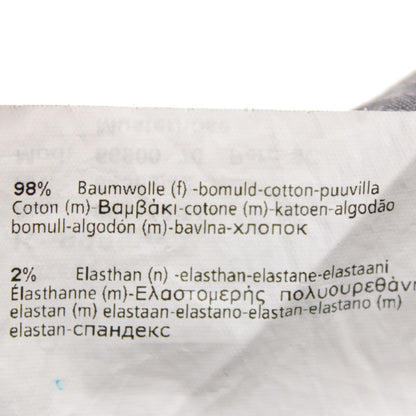 98% Baumwolle (f) -bomuld-cotton-puuvilla
Coton (m)-Βαμβάκι-cotone (m)-katoen-algodão
bomull-algodón (m)-bavlna-хлопок
2% Elasthan (n) -elasthan-elastane-elastaani
Élasthanne (m)-Ελαστομερής πολυουρεθάνη
elastan (m) elastaan-elastano-elastan-elastano (m)
elastan-спандекс